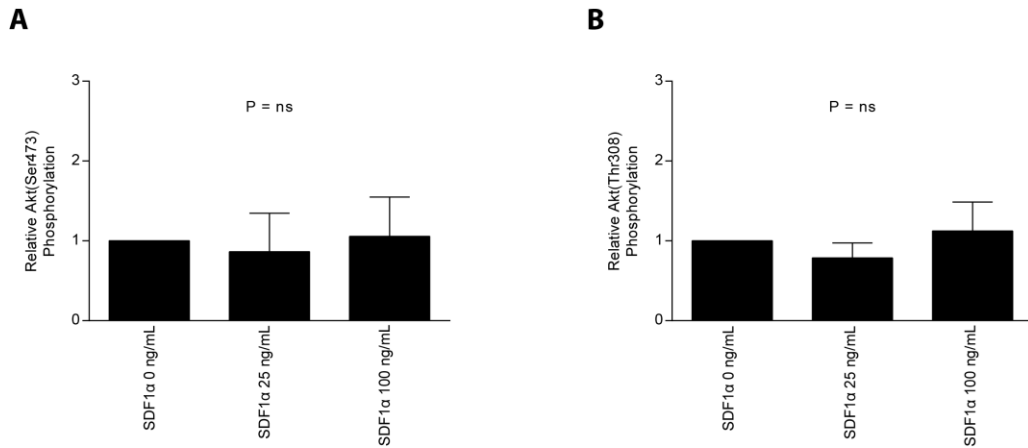 A
3
2
1
0
Relative Akt(Ser473)
Phosphorylation
P = ns
SDF1α 0 ng/mL
SDF1α 25 ng/mL
SDF1α 100 ng/mL
B
3
2
1
0
Relative Akt(Thr308)
Phosphorylation
P = ns
SDF1α 0 ng/mL
SDF1α 25 ng/mL
SDF1α 100 ng/mL